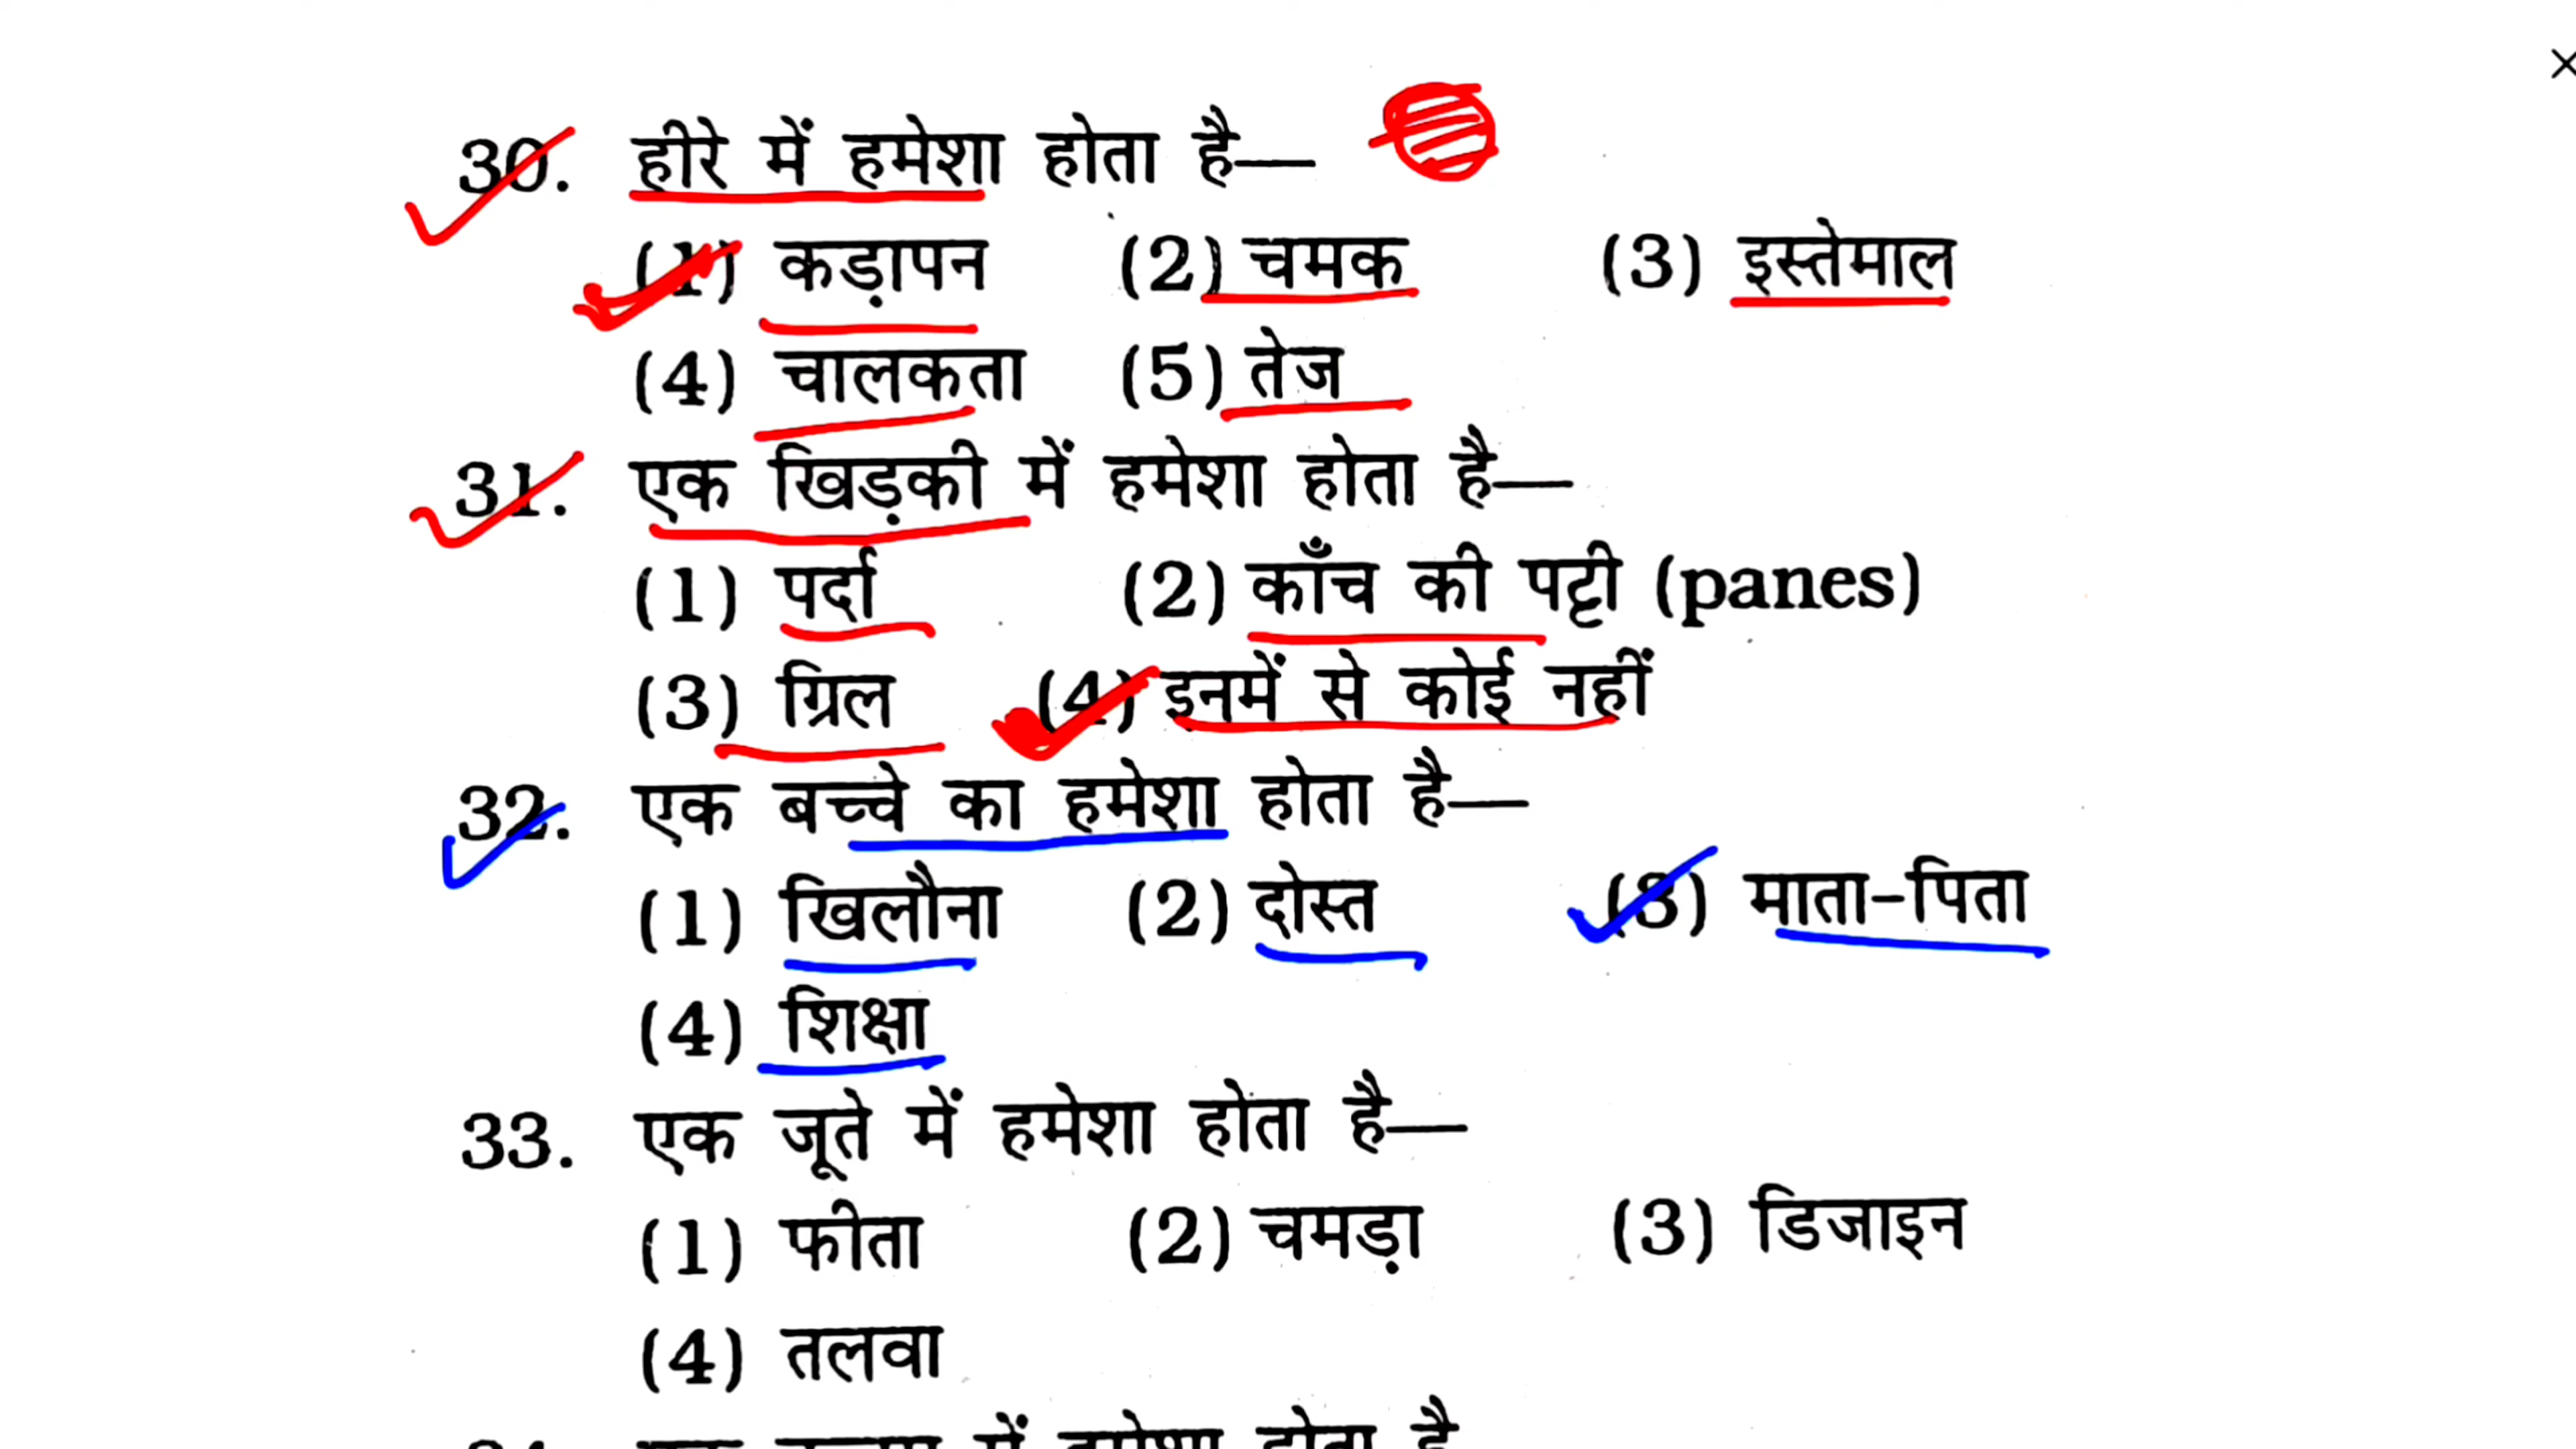 30. हीरे में हमेशा होता है—
(1) कड़ापन (2) चमक (3) इस्तेमाल
(4) चालकता (5) तेज
31. एक खिड़की में हमेशा होता है—
(1) पर्दा (2) काँच की पट्टी (panes)
(3) ग्रिल (4) इनमें से कोई नहीं
32. एक बच्चे का हमेशा होता है—
(1) खिलौना (2) दोस्त (3) माता-पिता
(4) शिक्षा
33. एक जूते में हमेशा होता है—
(1) फीता (2) चमड़ा (3) डिजाइन
(4) तलवा
में हमेशा होता है